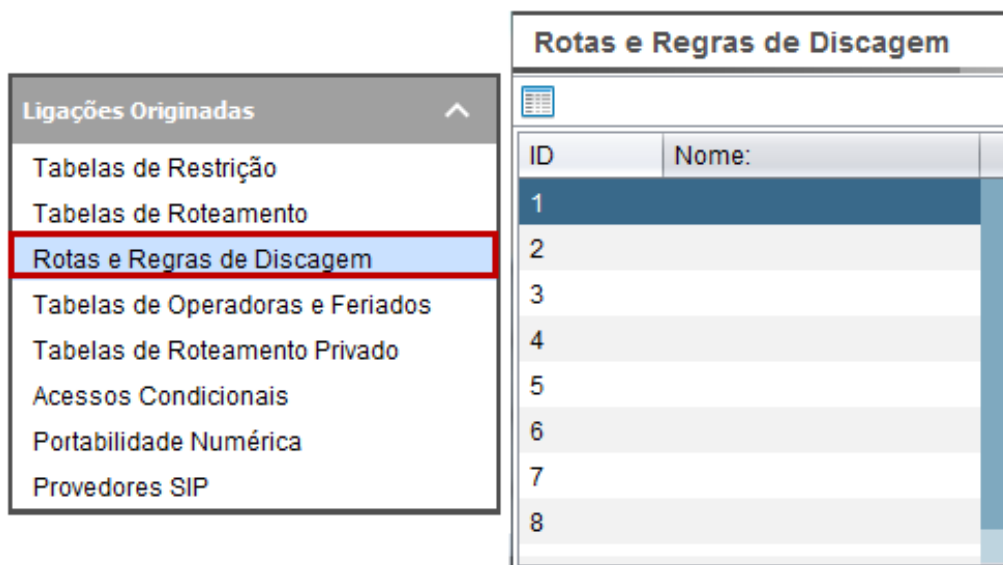 Ligações Originadas
Tabelas de Restrição
Tabelas de Roteamento
Rotas e Regras de Discagem
Tabelas de Operadoras e Feriados
Tabelas de Roteamento Privado
Acessos Condicionais
Portabilidade Numérica
Provedores SIP
Rotas e Regras de Discagem
ID Nome:
1
2
3
4
5
6
7
8